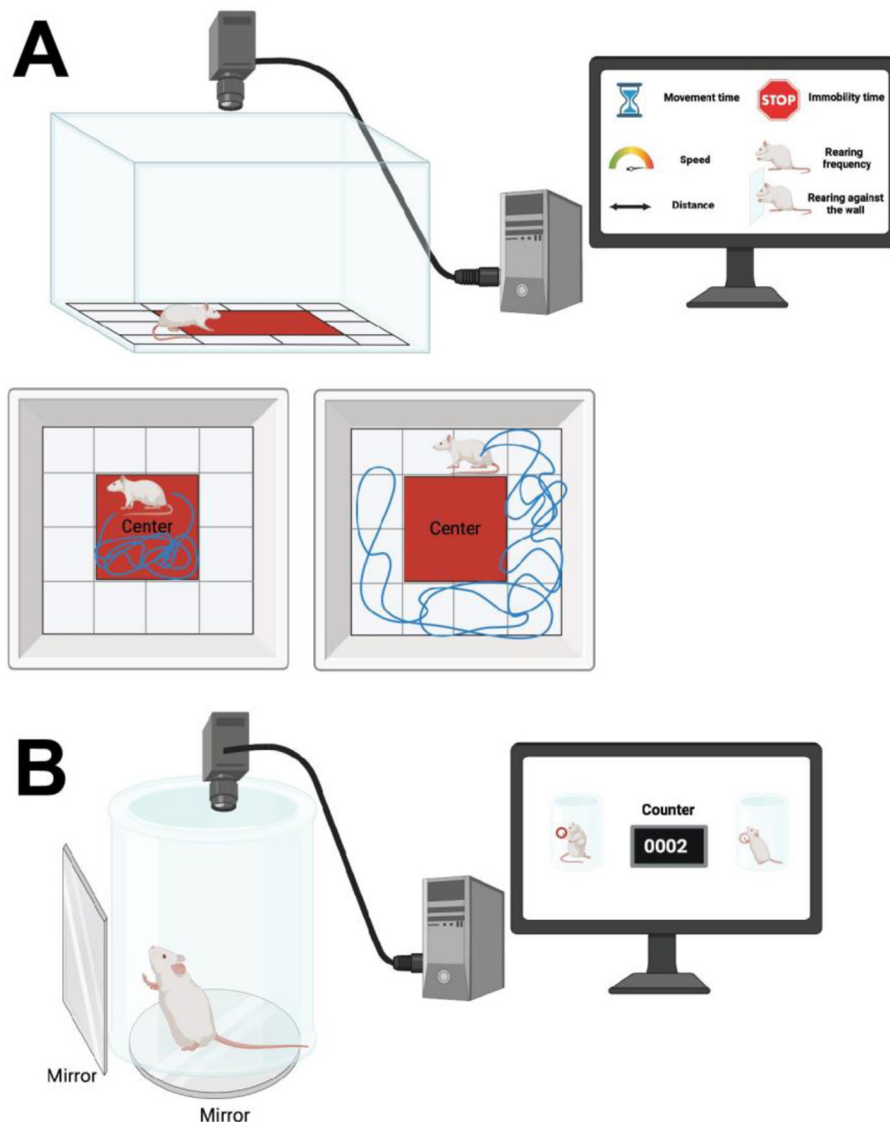 A
Movement time
STOP
Immobility time
Speed
Rearing
frequency
Distance
Rearing against
the wall
Center
Center
B
Counter
0002
Mirror
Mirror